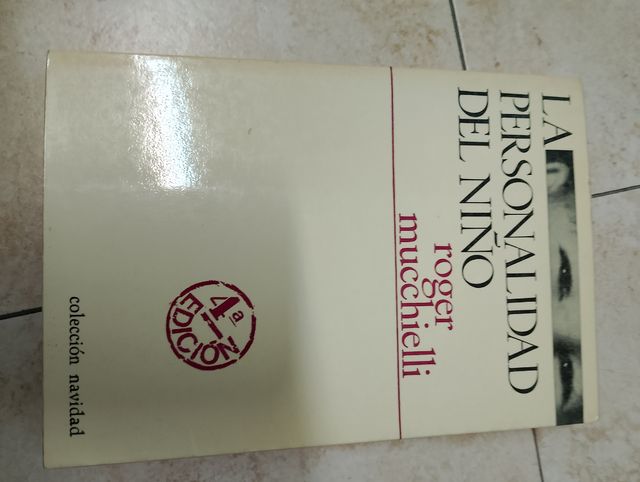 LA
PERSONALIDAD
DEL NIÑO
roger
mucchielli
4ª
EDICIÓN
colección navidad